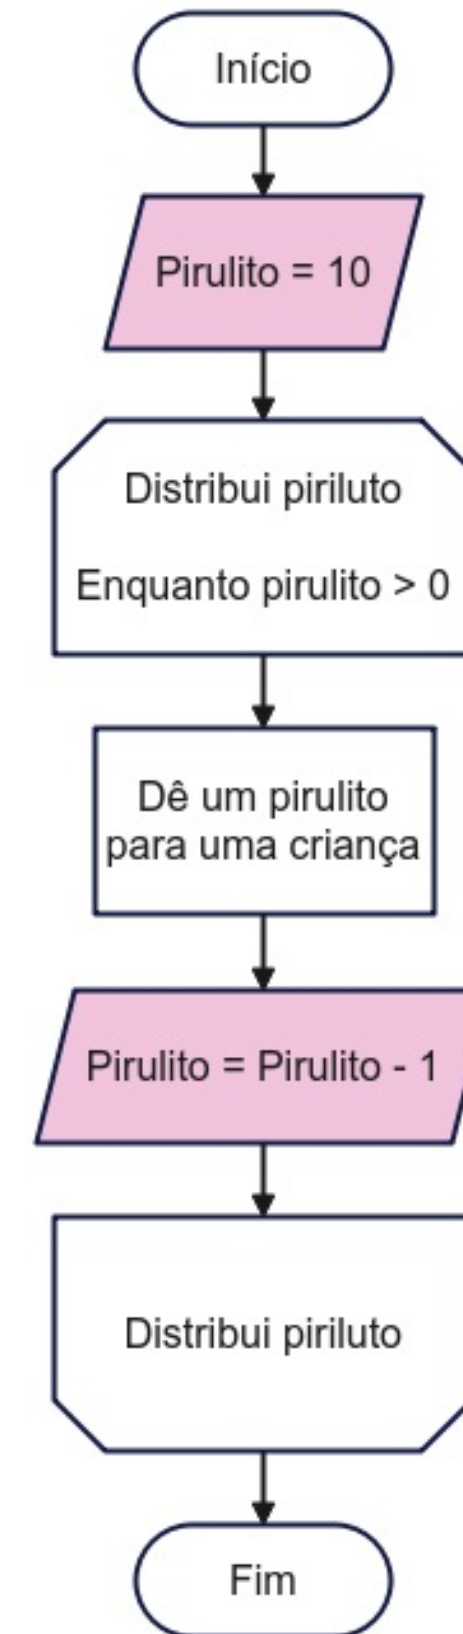 Início
Pirulito = 10
Distribui piriluto
Enquanto pirulito > 0
Dê um pirulito
para uma criança
Pirulito = Pirulito - 1
Distribui piriluto
Fim